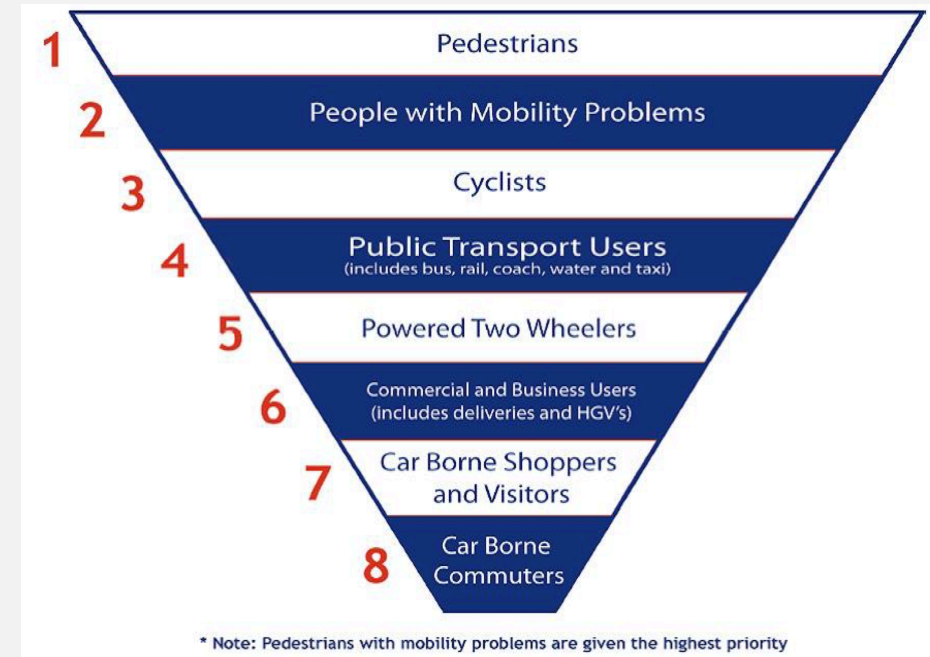 1
Pedestrians
2
People with Mobility Problems
3
Cyclists
4
Public Transport Users
(includes bus, rail, coach, water and taxi)
5
Powered Two Wheelers
6
Commercial and Business Users
(includes deliveries and HGV's)
7
Car Borne Shoppers
and Visitors
8
Car Borne
Commuters
* Note: Pedestrians with mobility problems are given the highest priority